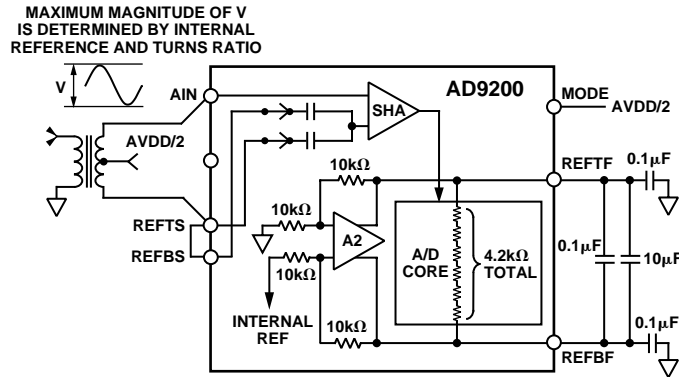 MAXIMUM MAGNITUDE OF V
IS DETERMINED BY INTERNAL
REFERENCE AND TURNS RATIO
V
AIN
AVDD/2
REFTS
REFBS
AD9200
SHA
MODE
AVDD/2
10kΩ
10kΩ
A2
10kΩ
10kΩ
INTERNAL
REF
A/D
CORE
4.2kΩ
TOTAL
REFTF
0.1µF
0.1µF
10µF
0.1µF
REFBF